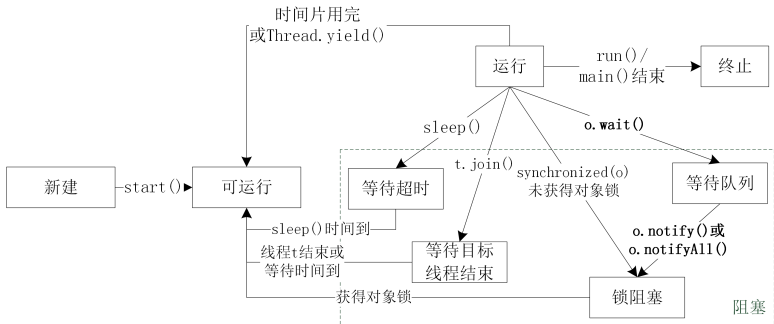 时间片用完
或Thread.yield()
运行
run()/
main()结束
终止
sleep()
o.wait()
t.join()
synchronized(o)
未获得对象锁
新建
start()
可运行
等待超时
等待队列
sleep()时间到
o.notify()或
o.notifyAll()
线程t结束或
等待时间到
等待目标
线程结束
获得对象锁
锁阻塞
阻塞